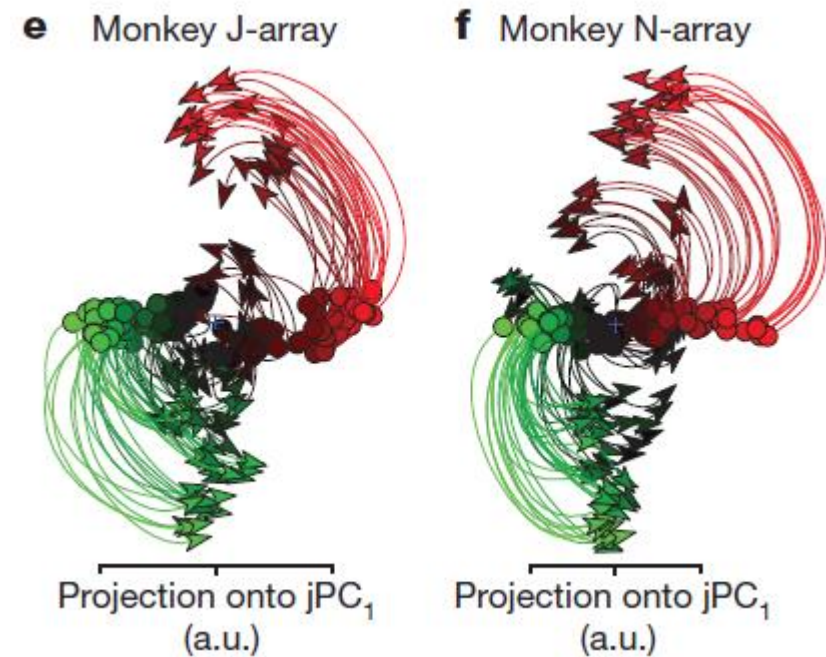 e Monkey J-array
f Monkey N-array
Projection onto jPC₁
(a.u.)
Projection onto jPC₁
(a.u.)